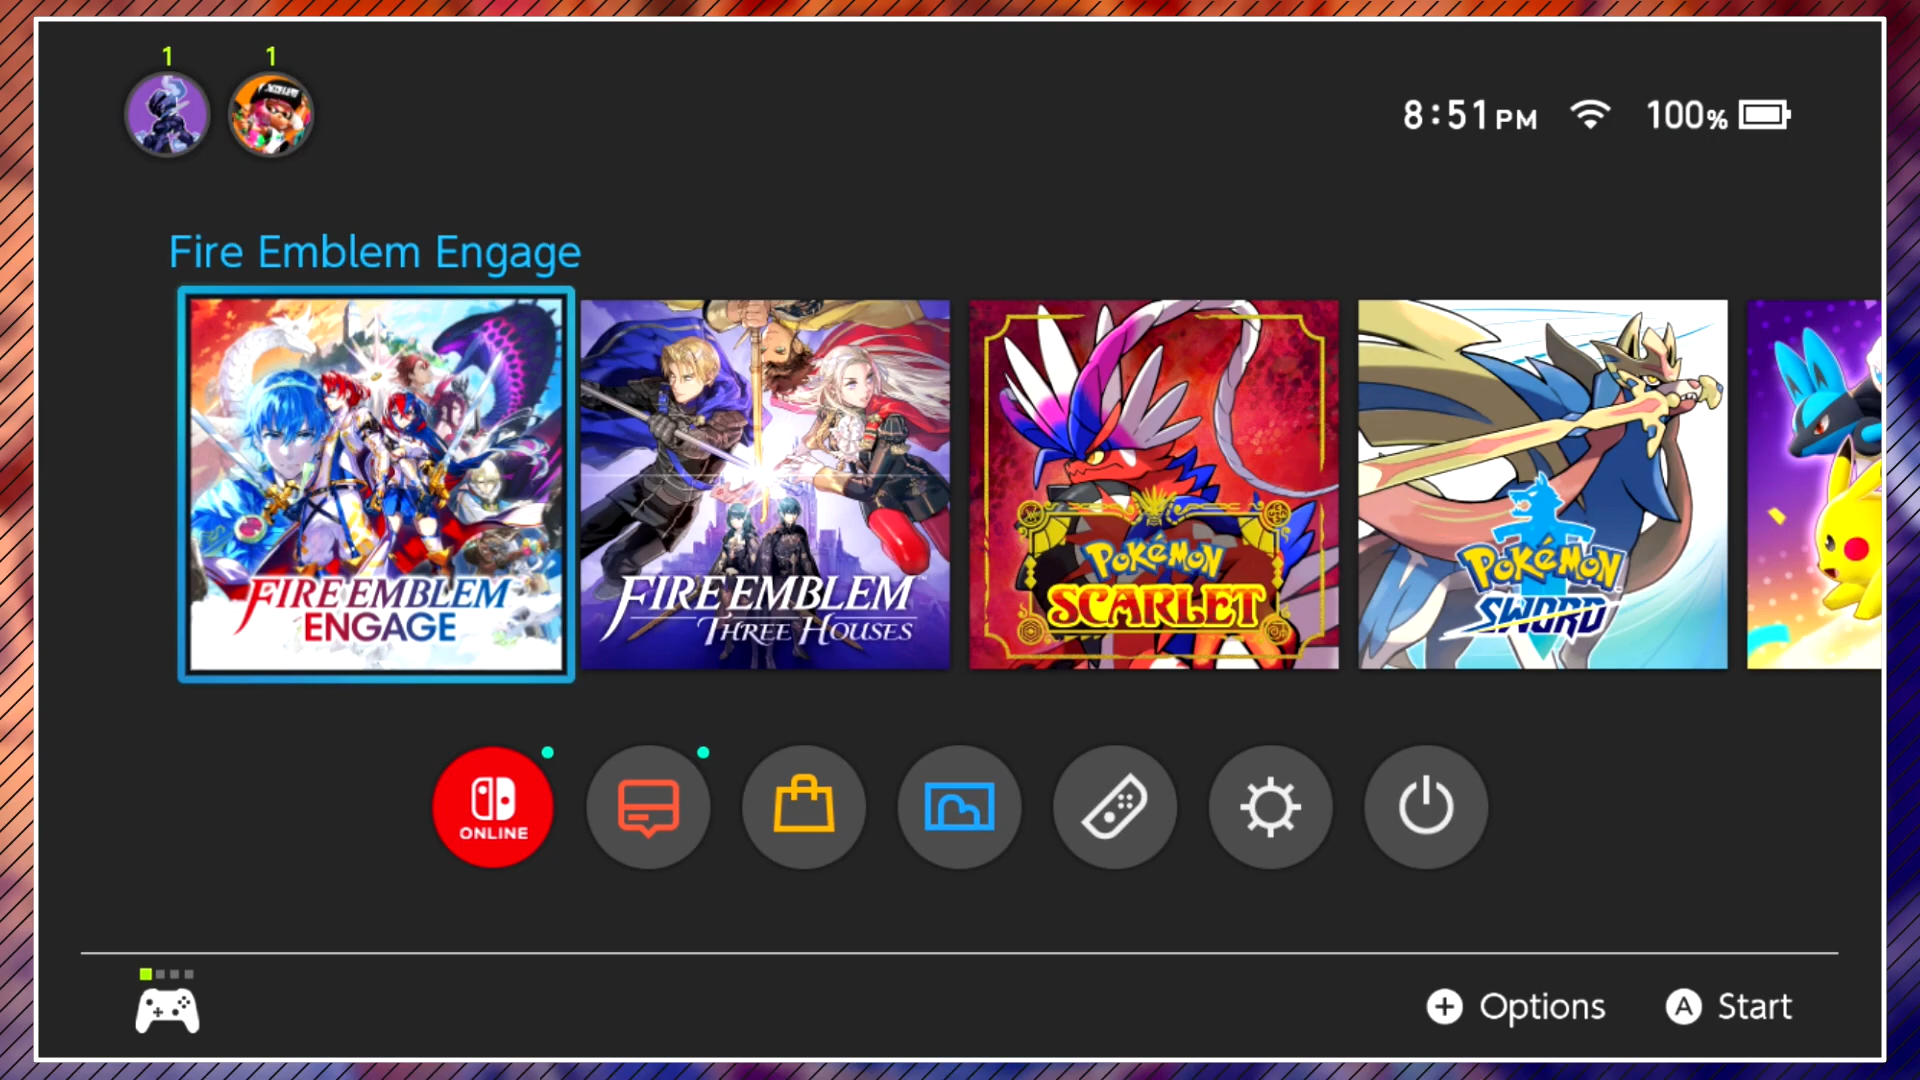 1 1
8:51PM 100%
Fire Emblem Engage
FIRE EMBLEM
ENGAGE
FIRE EMBLEM
THREE HOUSES
POKéMON
SCARLET
POKéMON
SWORD
ONLINE
+ Options A Start